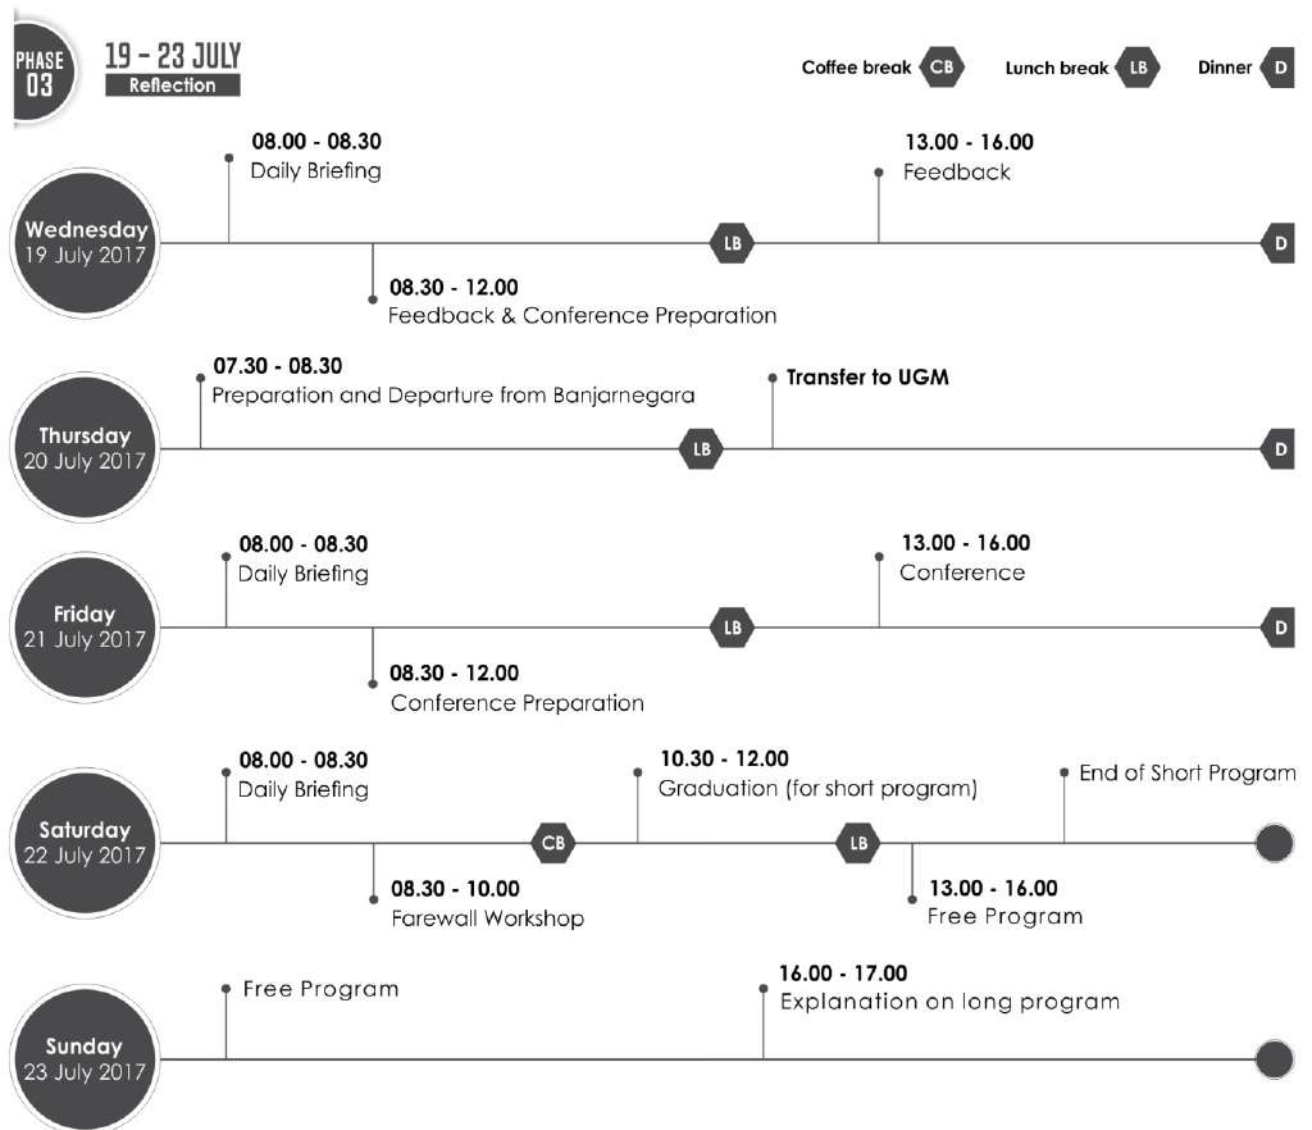 PHASE
03
19 – 23 JULY
Reflection
Coffee break CB
Lunch break LB
Dinner D
Wednesday
19 July 2017
08.00 - 08.30
Daily Briefing
08.30 - 12.00
Feedback & Conference Preparation
LB
13.00 - 16.00
Feedback
D
Thursday
20 July 2017
07.30 - 08.30
Preparation and Departure from Banjarnegara
LB
Transfer to UGM
D
Friday
21 July 2017
08.00 - 08.30
Daily Briefing
08.30 - 12.00
Conference Preparation
LB
13.00 - 16.00
Conference
D
Saturday
22 July 2017
08.00 - 08.30
Daily Briefing
08.30 - 10.00
Farewall Workshop
CB
10.30 - 12.00
Graduation (for short program)
LB
13.00 - 16.00
Free Program
End of Short Program
Sunday
23 July 2017
Free Program
16.00 - 17.00
Explanation on long program